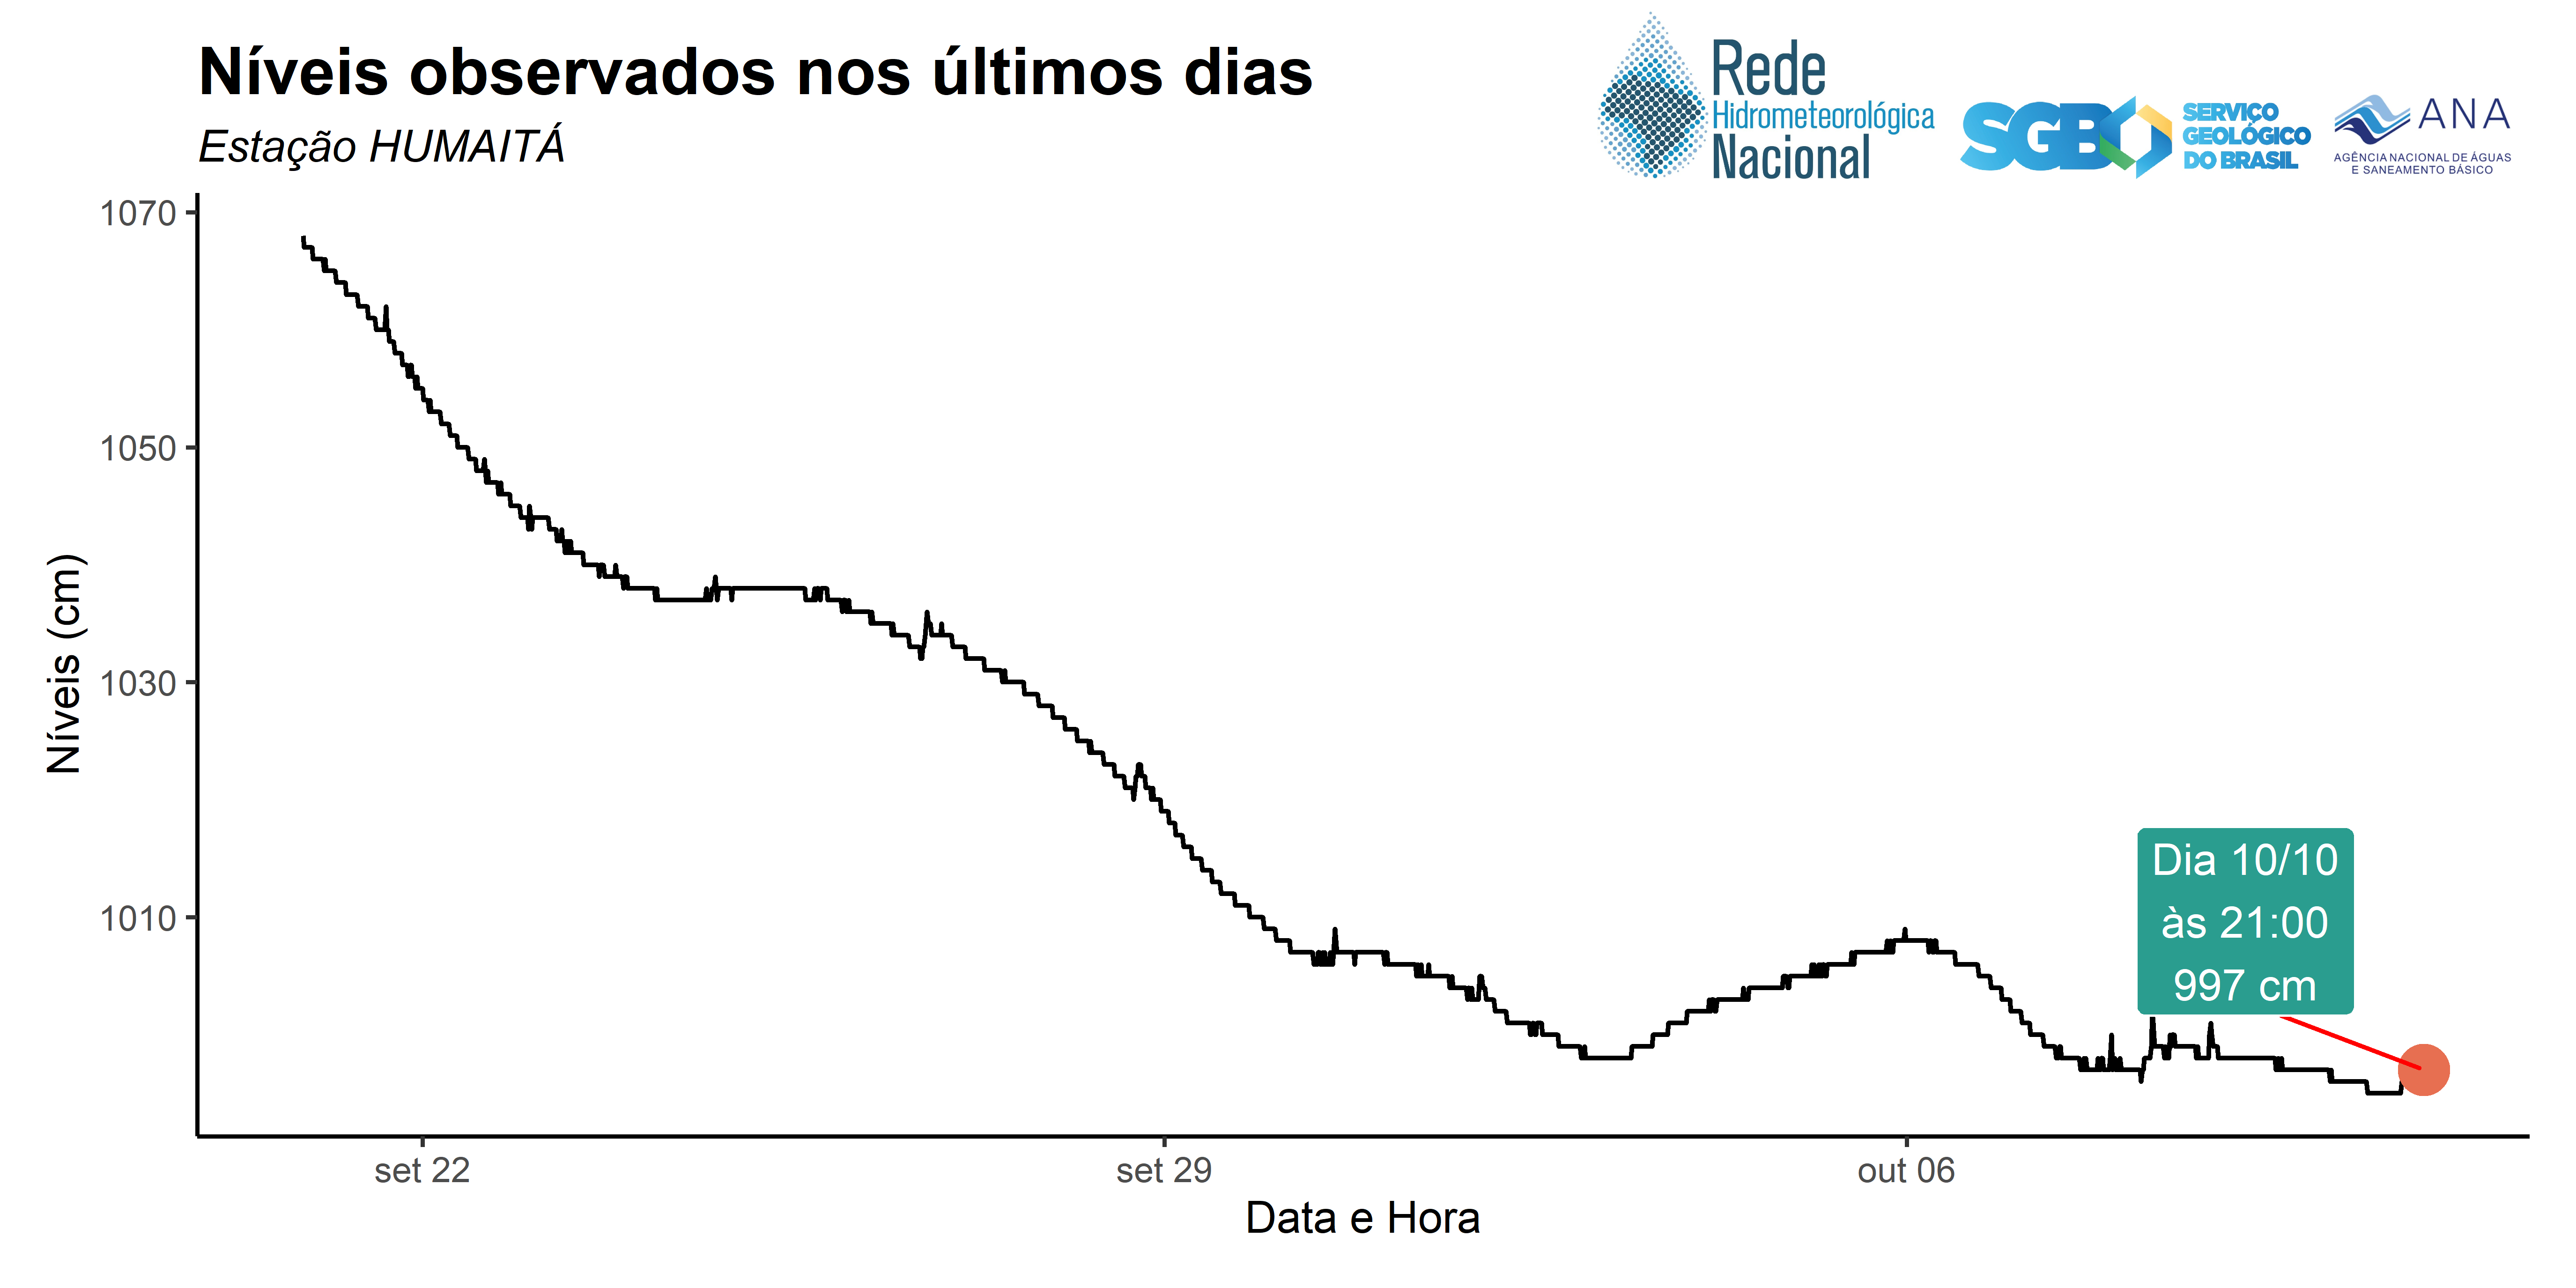 Níveis observados nos últimos dias
Estação HUMAITÁ
Rede
Hidrometeorológica
Nacional
SGB
SERVIÇO
GEOLÓGICO
DO BRASIL
ANA
AGÊNCIA NACIONAL DE ÁGUAS
E SANEAMENTO BÁSICO
1070
1050
1030
1010
Níveis (cm)
Dia 10/10
às 21:00
997 cm
set 22
set 29
out 06
Data e Hora